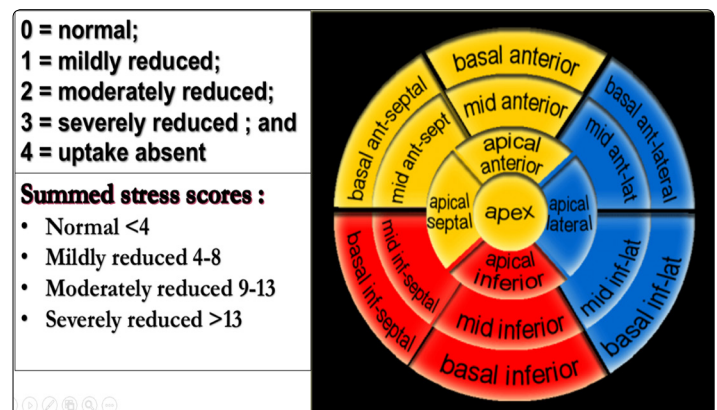 0 = normal;
1 = mildly reduced;
2 = moderately reduced;
3 = severely reduced ; and
4 = uptake absent
Summed stress scores :
• Normal <4
• Mildly reduced 4-8
• Moderately reduced 9-13
• Severely reduced >13
basal anterior
mid anterior
apical
anterior
basal ant-septal
mid ant-sept
basal ant-lateral
mid ant-lat
apical
septal
apex
apical
lateral
apical
inferior
mid inf-septal
basal inf-septal
mid inf-lat
basal inf-lat
mid inferior
basal inferior